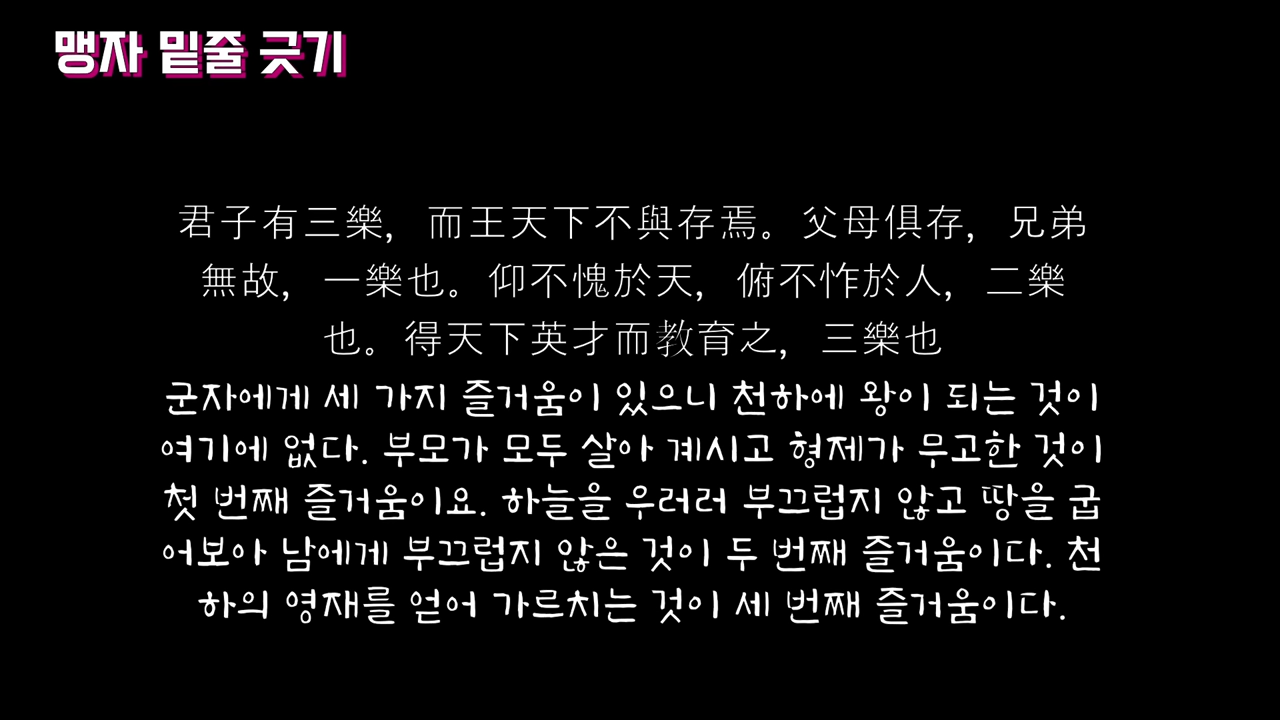 맹자 밑줄 긋기
君子有三樂, 而王天下不與存焉。父母俱存, 兄弟
無故, 一樂也。仰不愧於天, 俯不怍於人, 二樂
也。得天下英才而教育之, 三樂也
군자에게 세 가지 즐거움이 있으니 천하에 왕이 되는 것이
여기에 없다. 부모가 모두 살아 계시고 형제가 무고한 것이
첫 번째 즐거움이요. 하늘을 우러러 부끄럽지 않고 땅을 굽
어보아 남에게 부끄럽지 않은 것이 두 번째 즐거움이다. 천
하의 영재를 얻어 가르치는 것이 세 번째 즐거움이다.